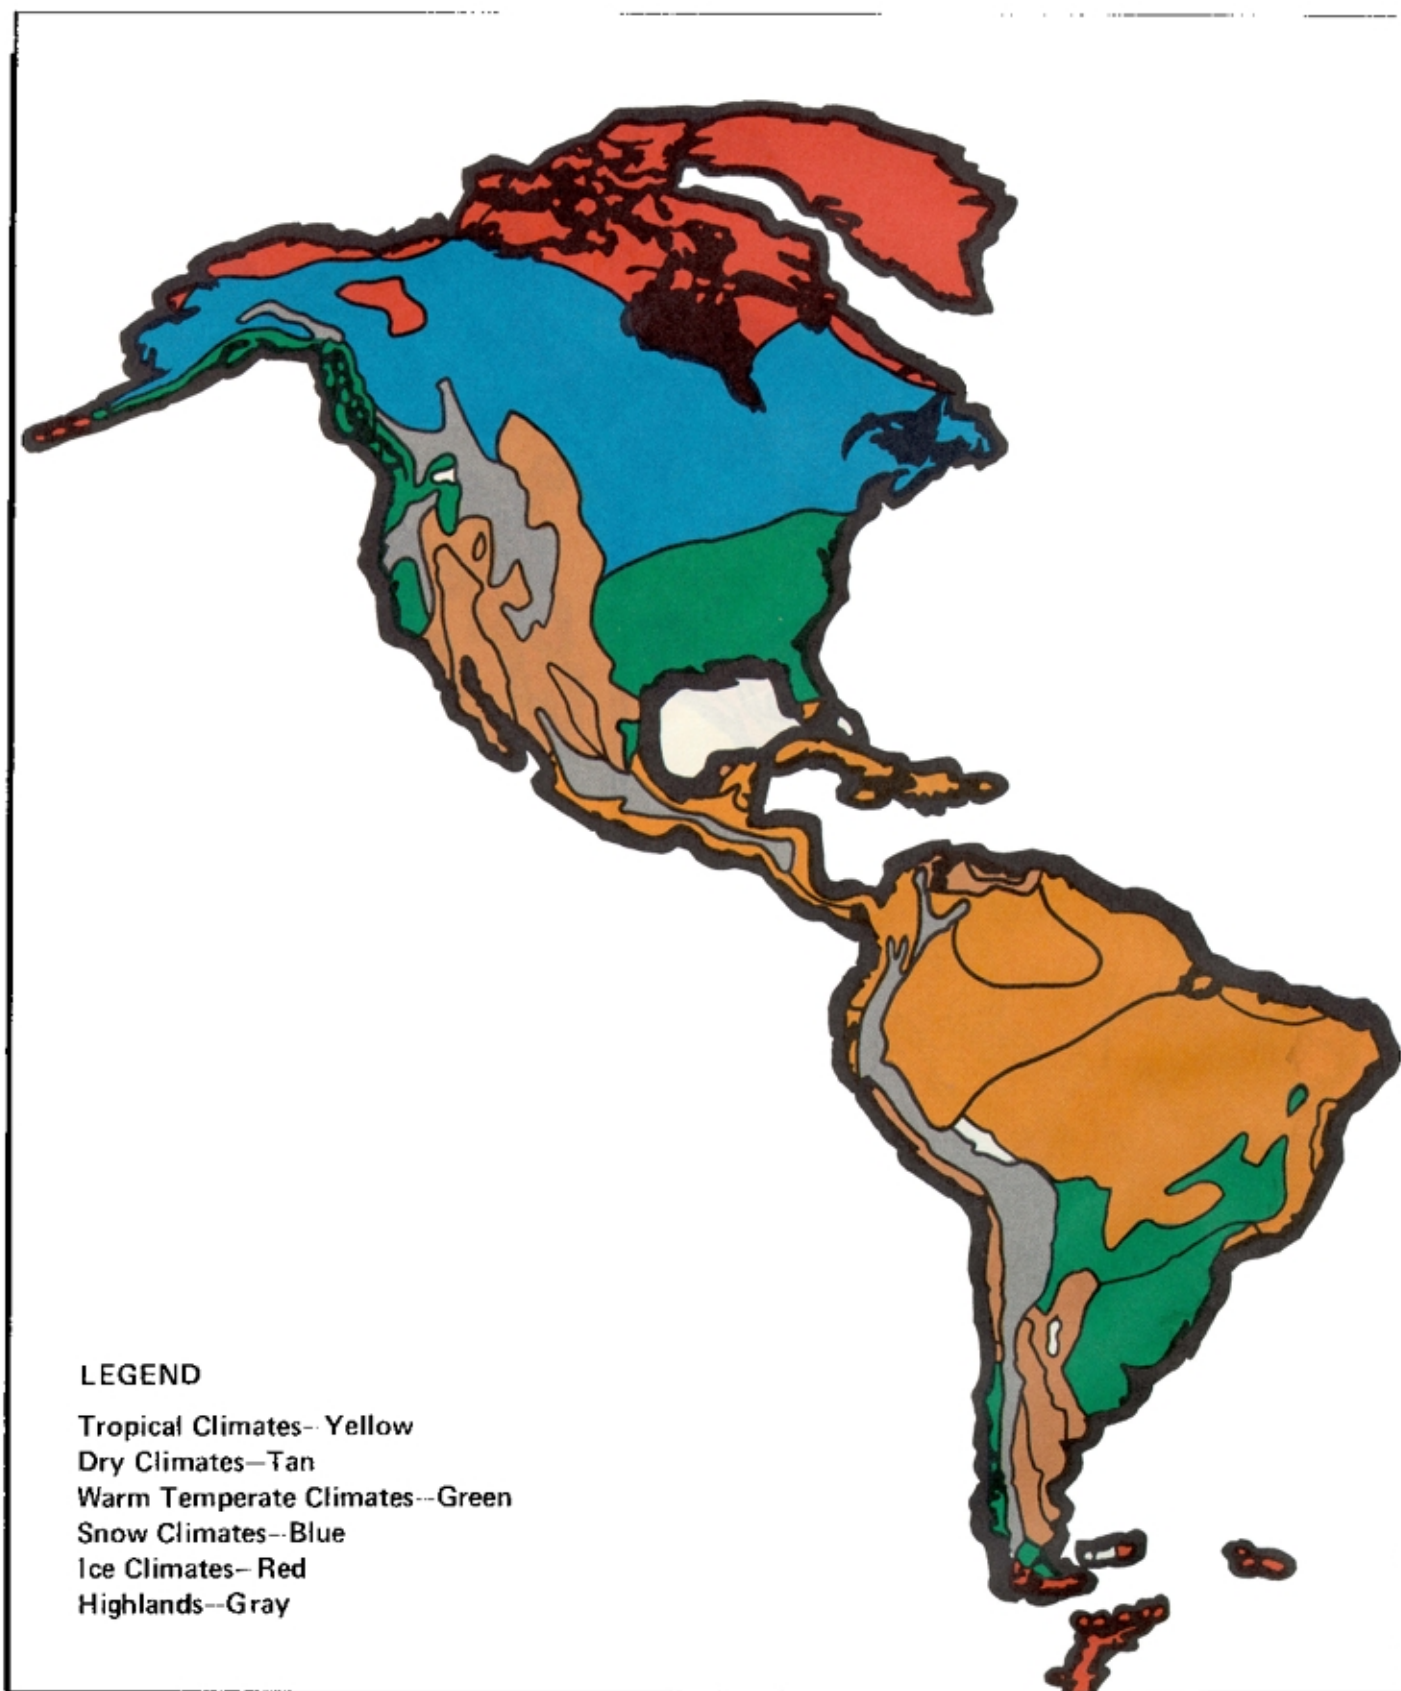 LEGEND
Tropical Climates--Yellow
Dry Climates—Tan
Warm Temperate Climates--Green
Snow Climates--Blue
Ice Climates—Red
Highlands--Gray